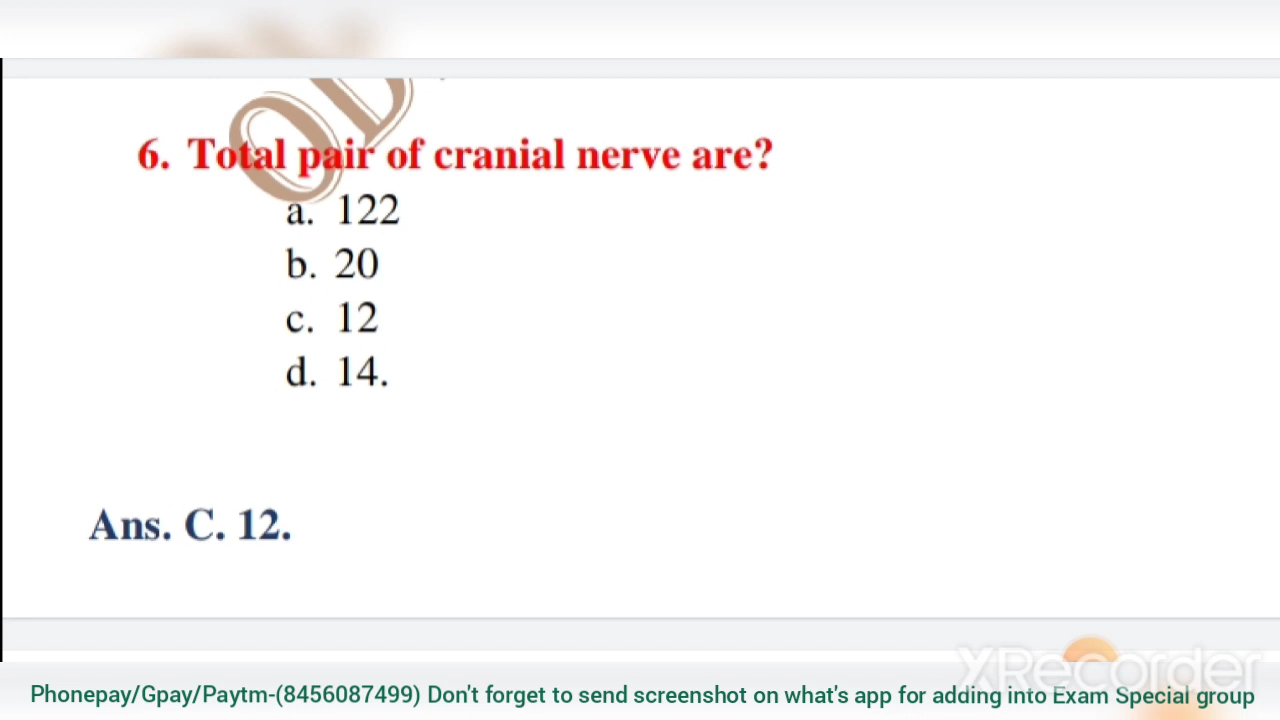 6. Total pair of cranial nerve are?
a. 122
b. 20
c. 12
d. 14.
Ans. C. 12.
XRecorder
Phonepay/Gpay/Paytm-(8456087499) Don't forget to send screenshot on what's app for adding into Exam Special group